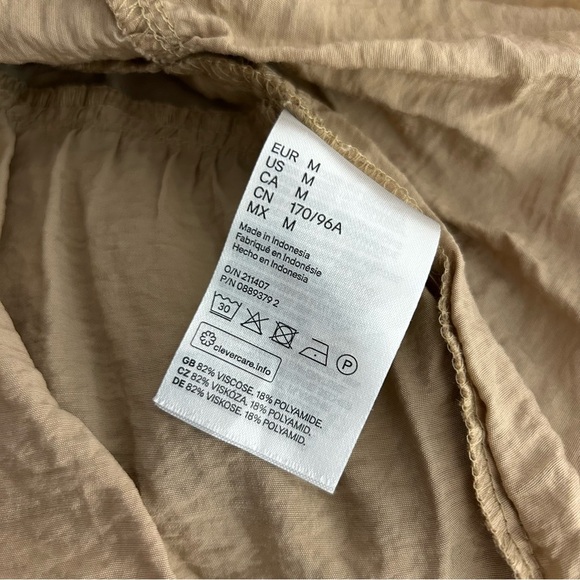 EUR M
US M
CA M
CN 170/96A
MX M
Made in Indonesia
Fabriqué en Indonésie
Hecho en Indonesia
O/N 211407
P/N 0889379 2
30
P
clevercare.info
GB 82% VISCOSE. 18% POLYAMIDE.
CZ 82% VISKÓZA. 18% POLYAMID.
DE 82% VISKOSE. 18% POLYAMID.